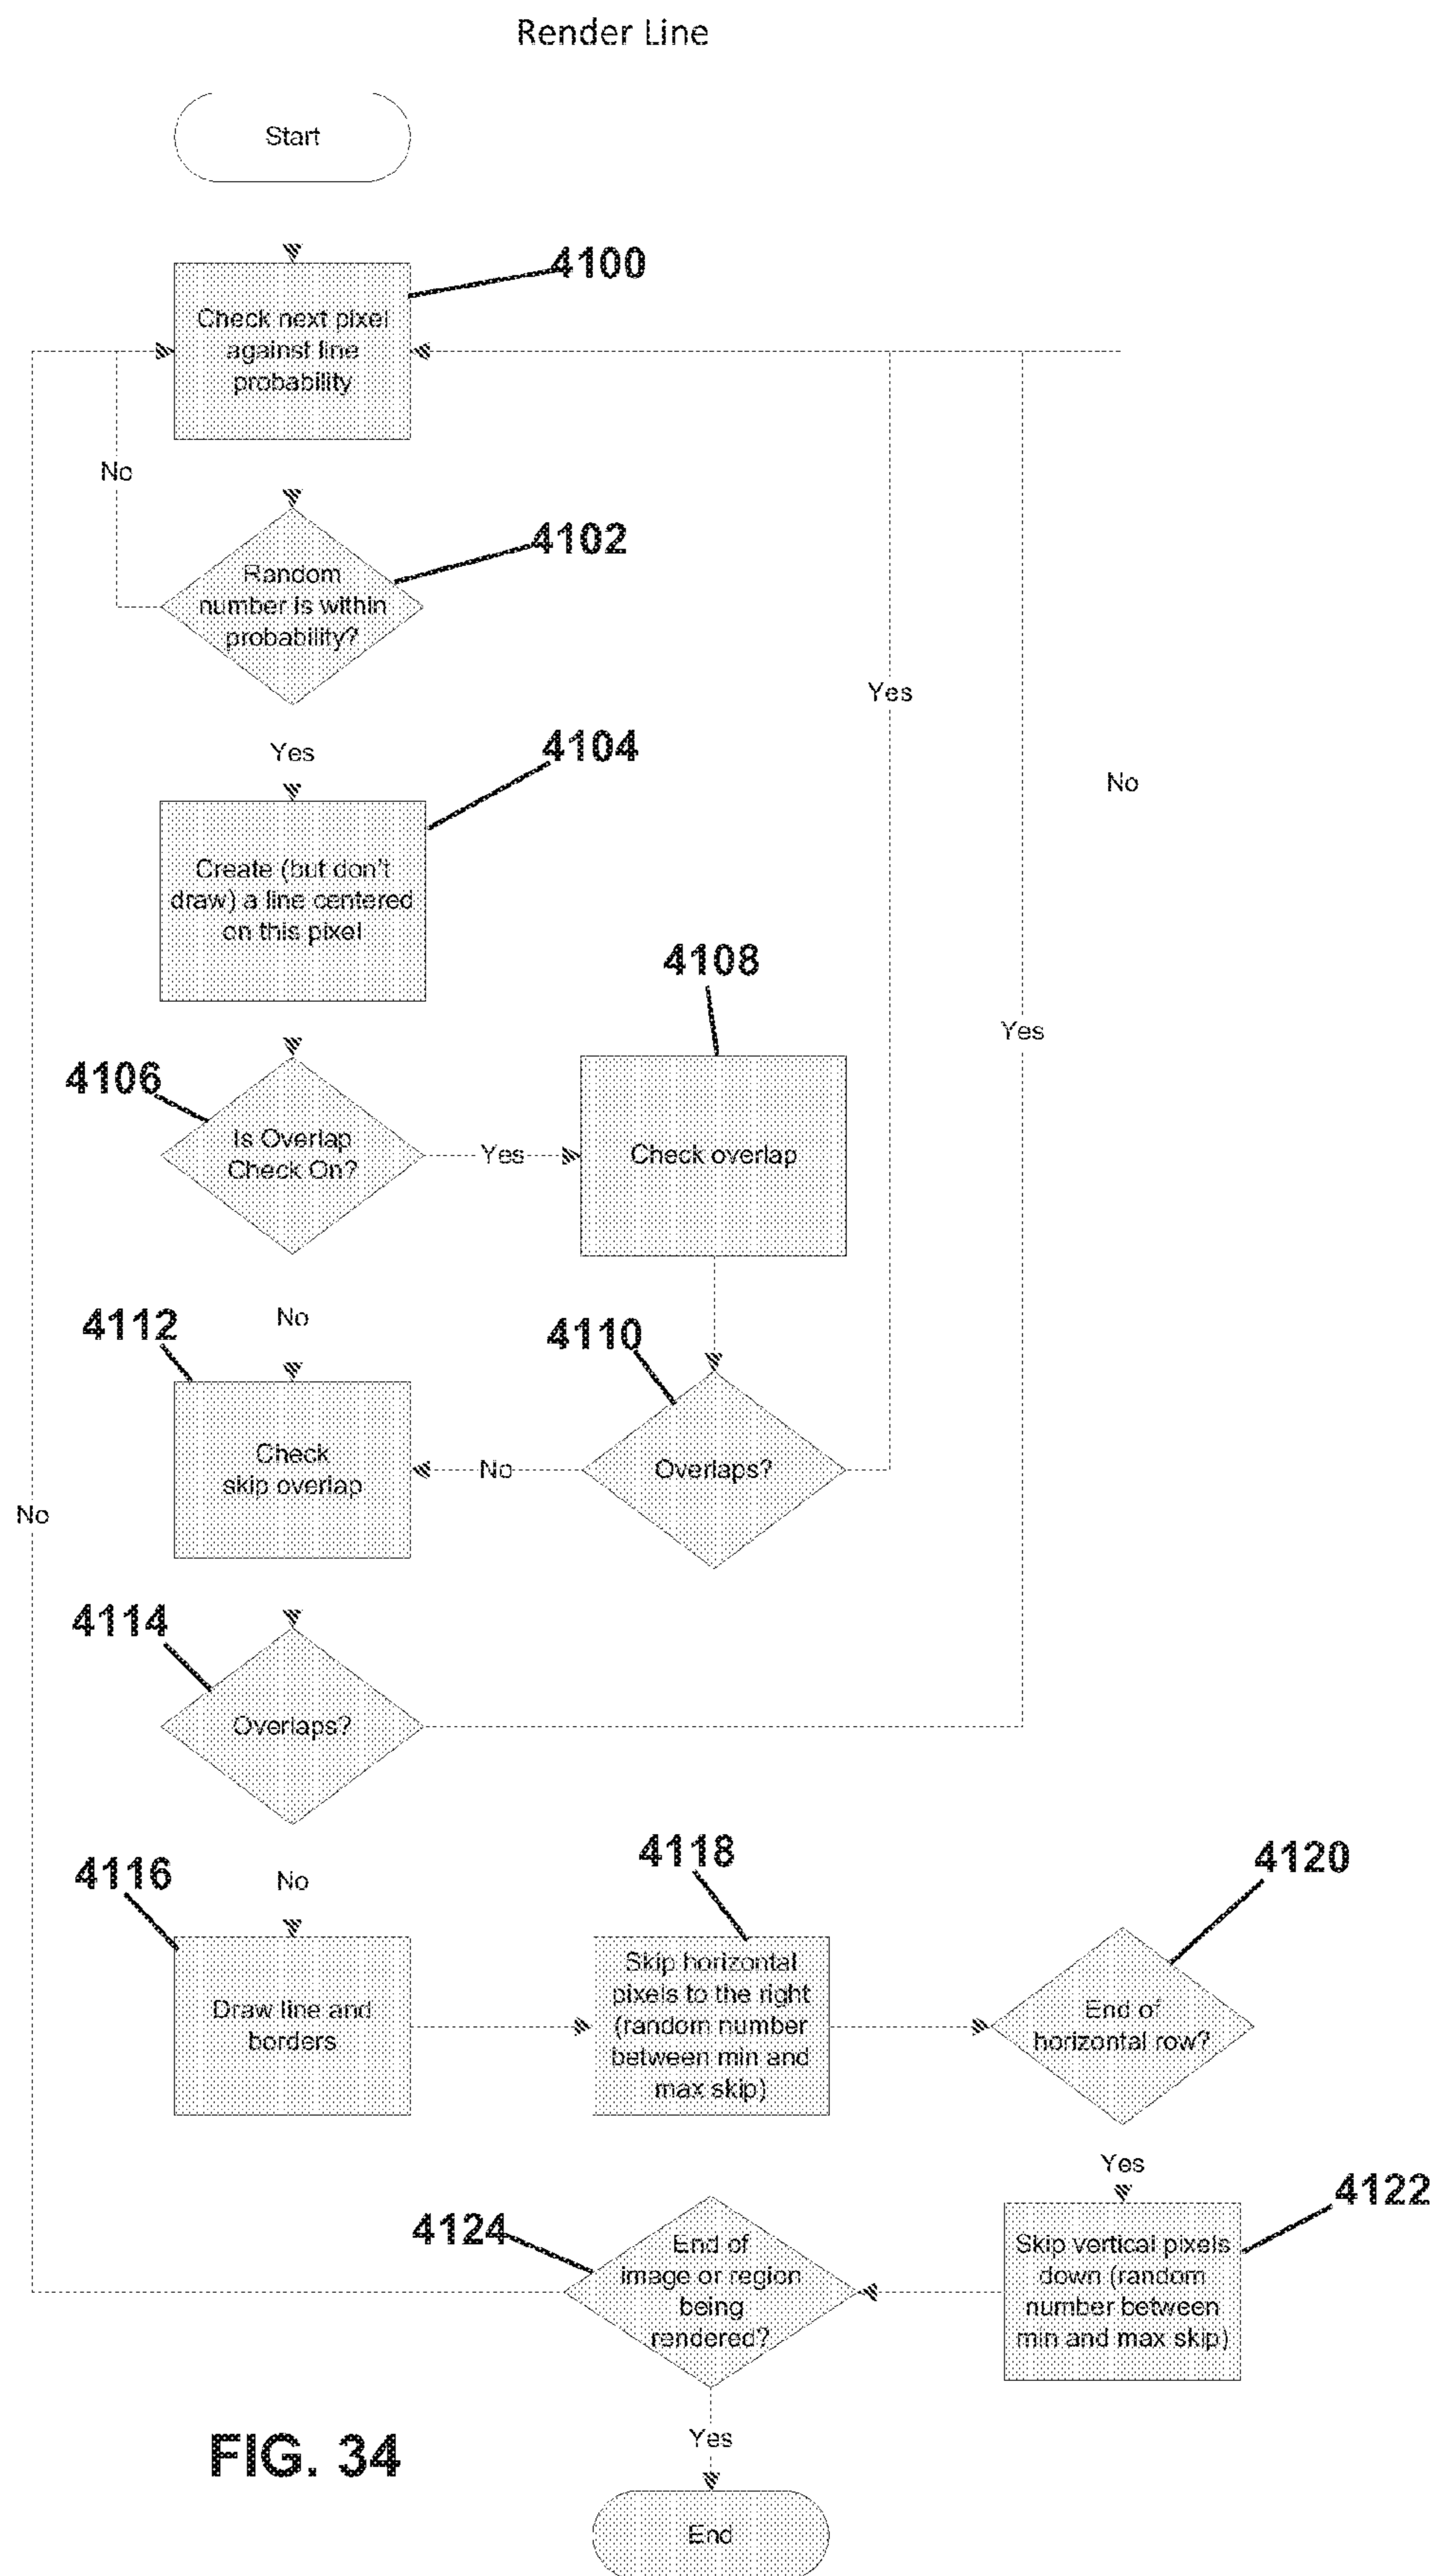 Render Line
Start
4100
Check next pixel
against line
probability
No
4102
Random
number is within
probability?
Yes
Yes
4104
No
Create (but don't
draw) a line centered
on this pixel
4108
Yes
4106
Is Overlap
Check On?
Yes
Check overlap
4112
No
4110
Check
skip overlap
No
Overlaps?
No
4114
Overlaps?
4116
No
4118
4120
Draw line and
borders
Skip horizontal
pixels to the right
(random number
between min and
max skip)
End of
horizontal row?
Yes
4122
4124
End of
image or region
being
rendered?
Skip vertical pixels
down (random
number between
min and max skip)
Yes
FIG. 34
End